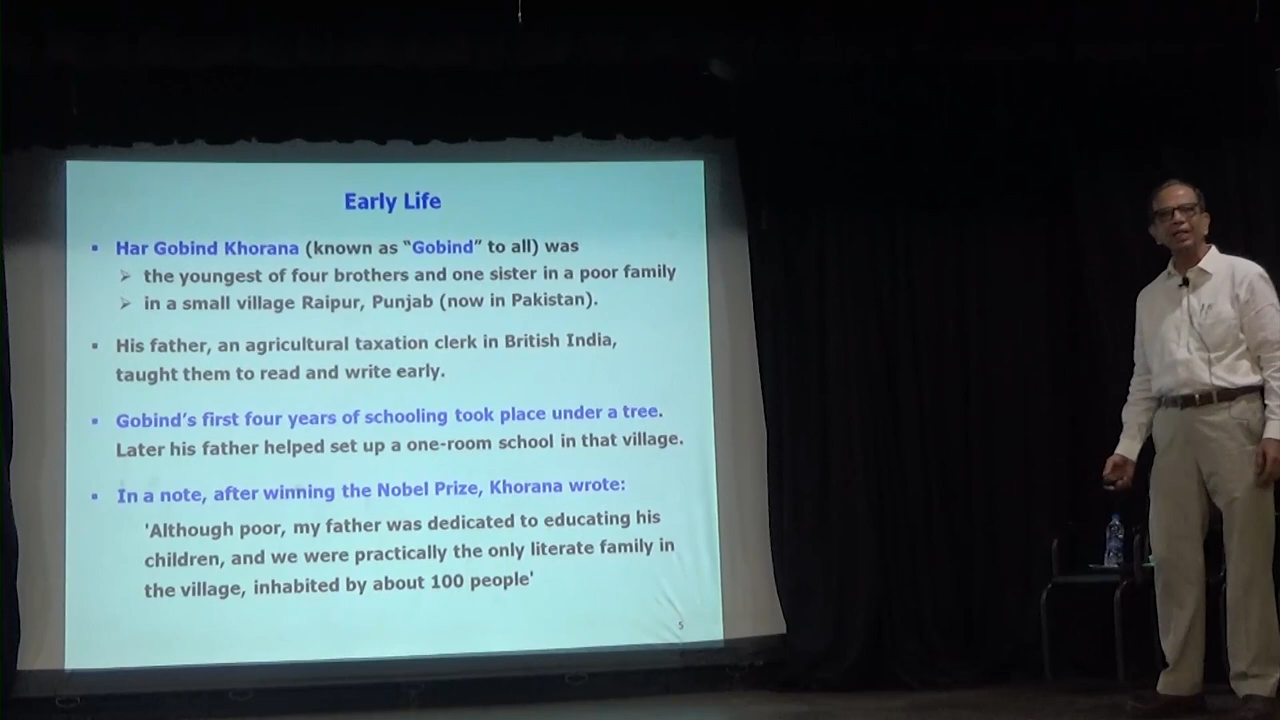 Early Life
▪ Har Gobind Khorana (known as “Gobind” to all) was
➢ the youngest of four brothers and one sister in a poor family
➢ in a small village Raipur, Punjab (now in Pakistan).
▪ His father, an agricultural taxation clerk in British India,
taught them to read and write early.
▪ Gobind’s first four years of schooling took place under a tree.
Later his father helped set up a one-room school in that village.
▪ In a note, after winning the Nobel Prize, Khorana wrote:
'Although poor, my father was dedicated to educating his
children, and we were practically the only literate family in
the village, inhabited by about 100 people'
5